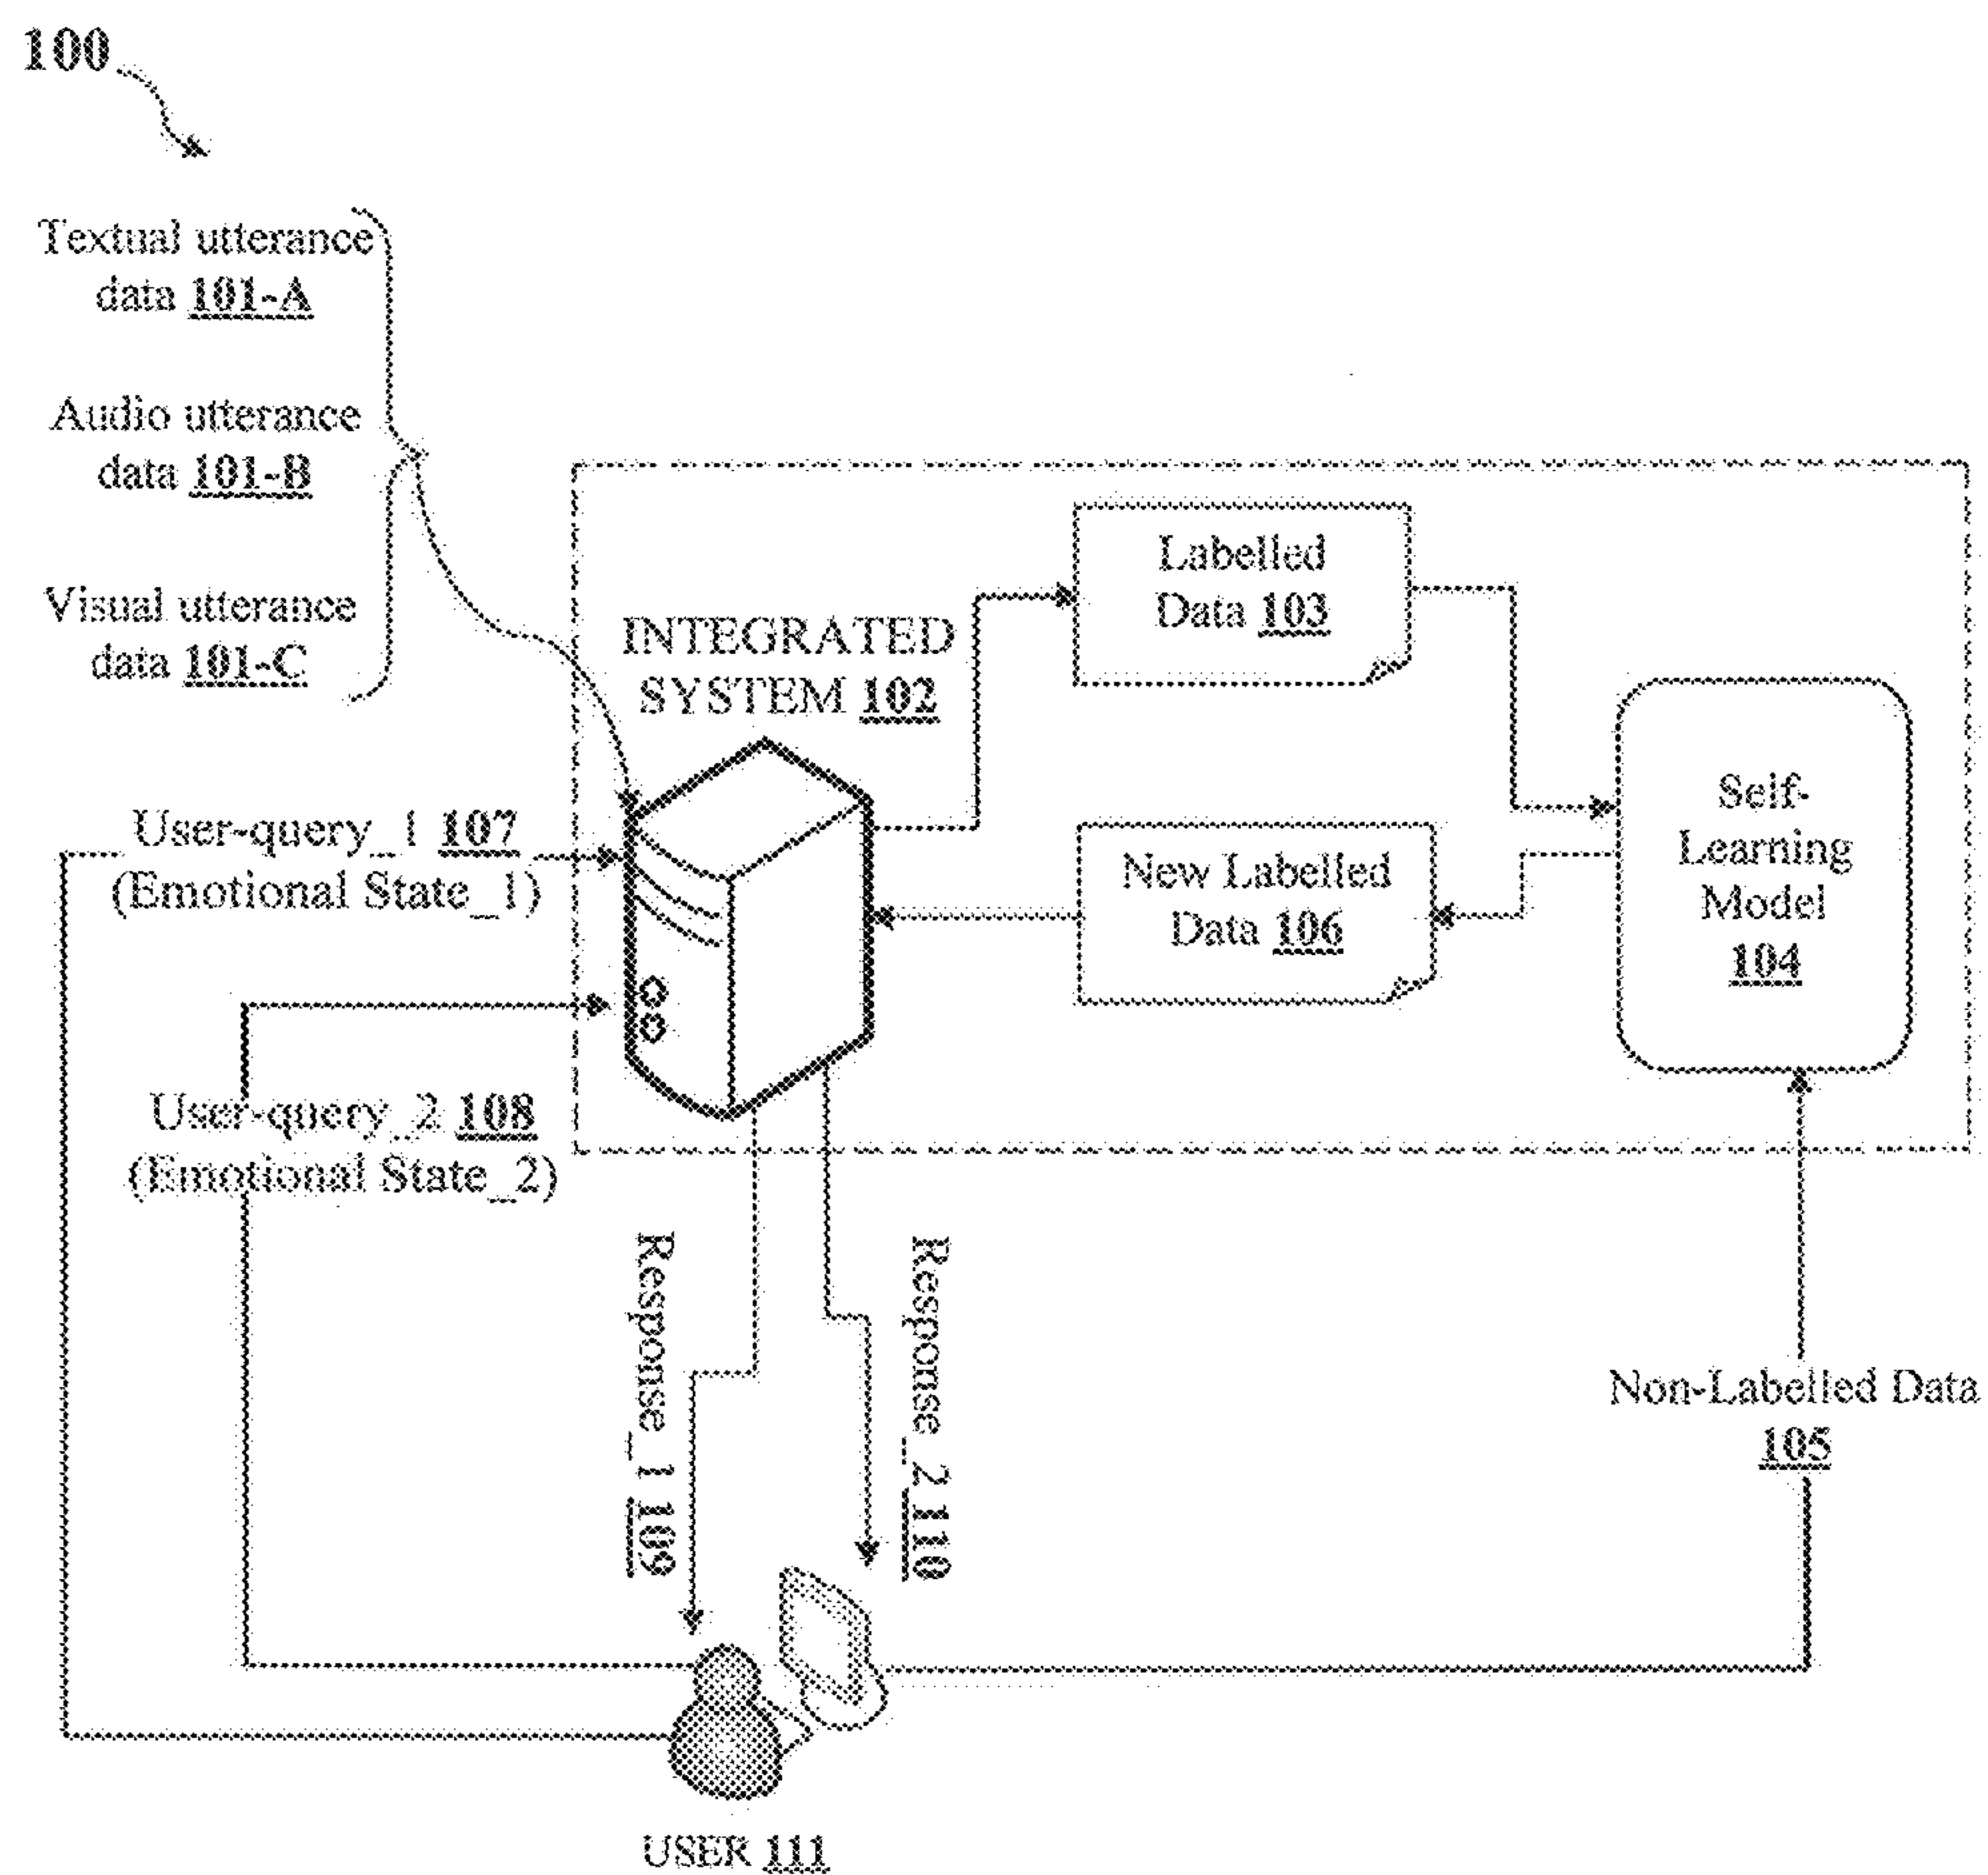 100
Textual utterance
data 101-A
Audio utterance
data 101-B
Visual utterance
data 101-C
INTEGRATED
SYSTEM 102
Labelled
Data 103
Self-
Learning
Model
104
New Labelled
Data 106
User-query_1 107
(Emotional State_1)
User-query_2 108
(Emotional State_2)
Response_1 109
Response_2 110
Non-Labelled Data
105
USER 111